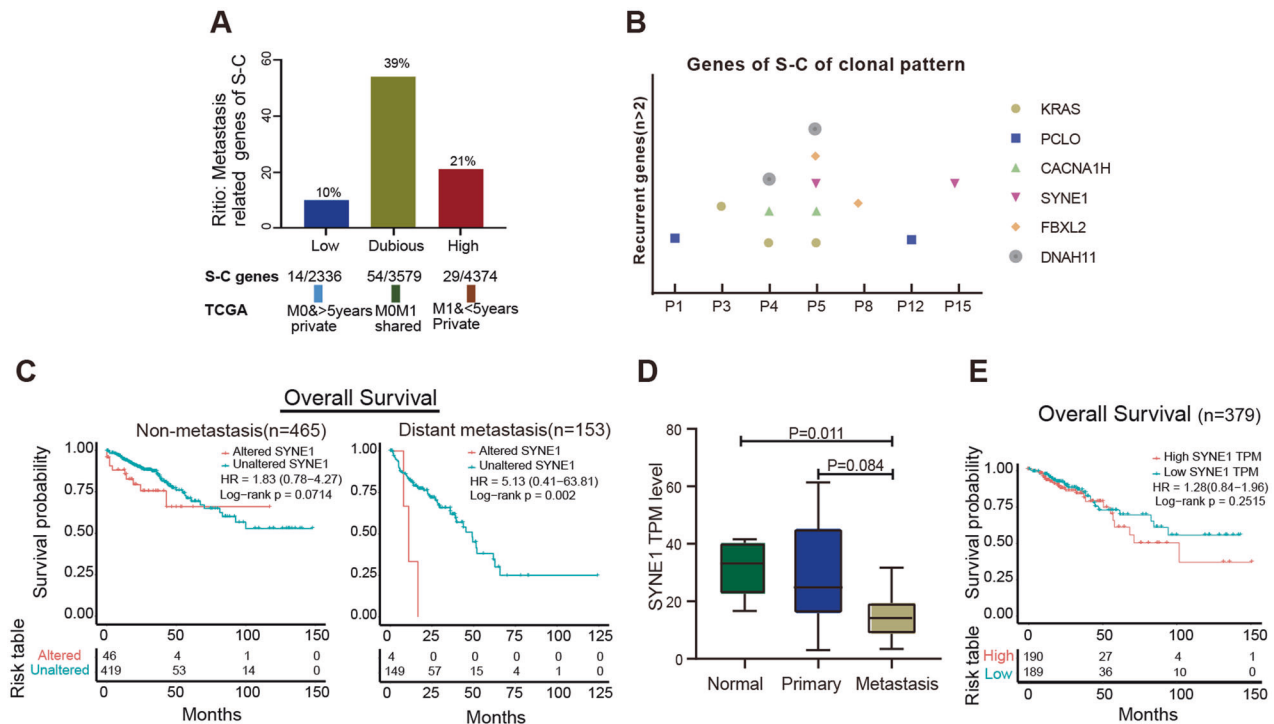 A
Ritio: Metastasis
related genes of S-C
60
40
20
0
10%
39%
21%
Low
Dubious
High
S-C genes
14/2336
54/3579
29/4374
TCGA
M0&>5years
private
M0M1
shared
M1&<5years
Private
B
Genes of S-C of clonal pattern
Recurrent genes(n>2)
P1
P3
P4
P5
P8
P12
P15
KRAS
PCLO
CACNA1H
SYNE1
FBXL2
DNAH11
C
Overall Survival
Non-metastasis(n=465)
Survival probability
1.00
0.75
0.50
0.25
0.00
Altered SYNE1
Unaltered SYNE1
HR = 1.83 (0.78-4.27)
Log-rank p = 0.0714
0 50 100 150
Risk table
Altered 46 4 1 0
Unaltered 419 53 14 0
0 50 100 150
Months
Distant metastasis(n=153)
1.00
0.75
0.50
0.25
0.00
Altered SYNE1
Unaltered SYNE1
HR = 5.13 (0.41-63.81)
Log-rank p = 0.002
0 25 50 75 100 125
4 0 0 0 0 0
149 57 15 4 1 0
0 25 50 75 100 125
Months
D
SYNE1 TPM level
80
60
40
20
0
P=0.011
P=0.084
Normal
Primary
Metastasis
E
Overall Survival (n=379)
Survival probability
1.00
0.75
0.50
0.25
0.00
High SYNE1 TPM
Low SYNE1 TPM
HR = 1.28(0.84-1.96)
Log-rank p = 0.2515
0 50 100 150
Risk table
High 190 27 4 1
Low 189 36 10 0
0 50 100 150
Months